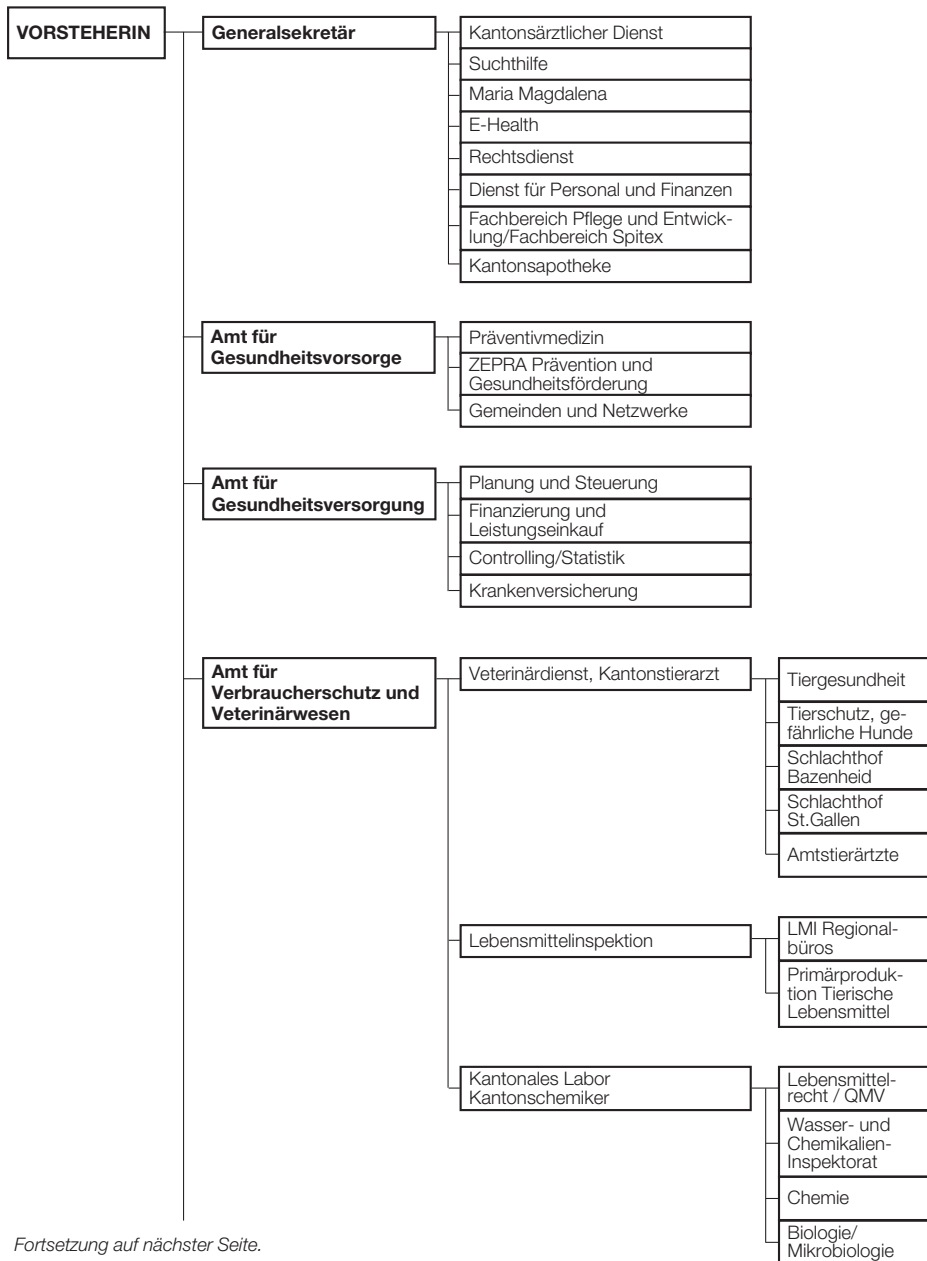 VORSTEHERIN
Generalsekretär
Kantonsärztlicher Dienst
Suchthilfe
Maria Magdalena
E-Health
Rechtsdienst
Dienst für Personal und Finanzen
Fachbereich Pflege und Entwick-
lung/Fachbereich Spitex
Kantonsapotheke
Amt für
Gesundheitsvorsorge
Präventivmedizin
ZEPRA Prävention und
Gesundheitsförderung
Gemeinden und Netzwerke
Amt für
Gesundheitsversorgung
Planung und Steuerung
Finanzierung und
Leistungseinkauf
Controlling/Statistik
Krankenversicherung
Amt für
Verbraucherschutz und
Veterinärwesen
Veterinärdienst, Kantonstierarzt
Tiergesundheit
Tierschutz, ge-
fährliche Hunde
Schlachthof
Bazenheid
Schlachthof
St.Gallen
Amtstierärtzte
Lebensmittelinspektion
LMI Regional-
büros
Primärproduk-
tion Tierische
Lebensmittel
Kantonales Labor
Kantonschemiker
Lebensmittel-
recht / QMV
Wasser- und
Chemikalien-
Inspektorat
Chemie
Biologie/
Mikrobiologie
Fortsetzung auf nächster Seite.